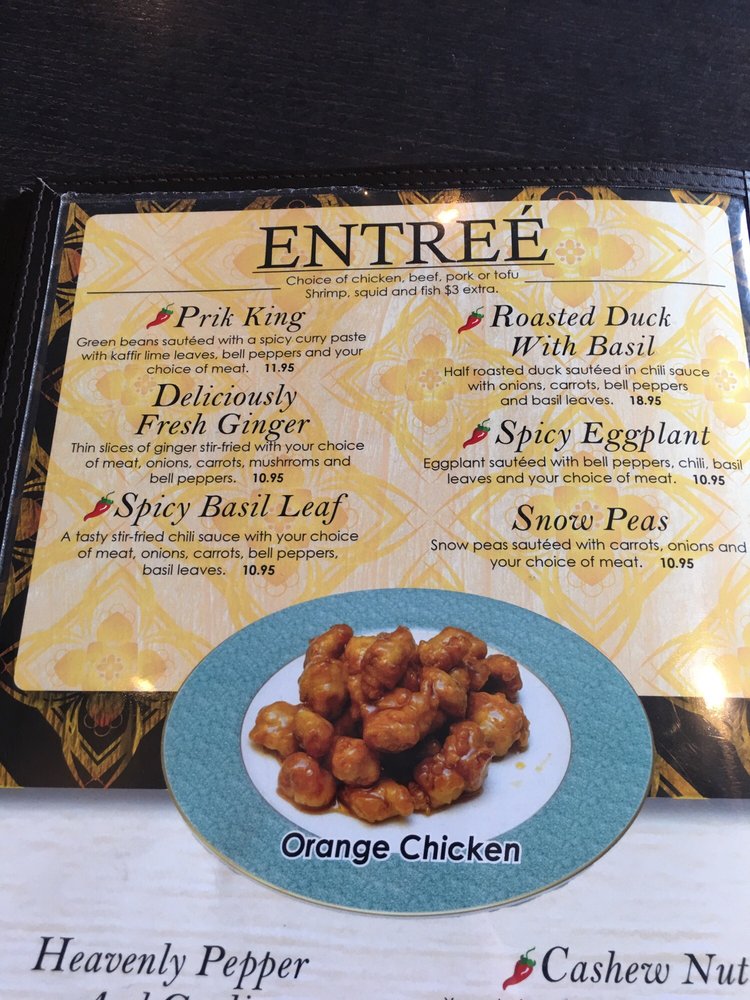 ENTREÉ
Choice of chicken, beef, pork or tofu
Shrimp, squid and fish $3 extra.
Prik King
Green beans sautéed with a spicy curry paste
with kaffir lime leaves, bell peppers and your
choice of meat. 11.95
Deliciously
Fresh Ginger
Thin slices of ginger stir-fried with your choice
of meat, onions, carrots, mushrroms and
bell peppers. 10.95
Spicy Basil Leaf
A tasty stir-fried chili sauce with your choice
of meat, onions, carrots, bell peppers,
basil leaves. 10.95
Roasted Duck
With Basil
Half roasted duck sautéed in chili sauce
with onions, carrots, bell peppers
and basil leaves. 18.95
Spicy Eggplant
Eggplant sautéed with bell peppers, chili, basil
leaves and your choice of meat. 10.95
Snow Peas
Snow peas sautéed with carrots, onions and
your choice of meat. 10.95
Orange Chicken
Heavenly Pepper
Cashew Nut